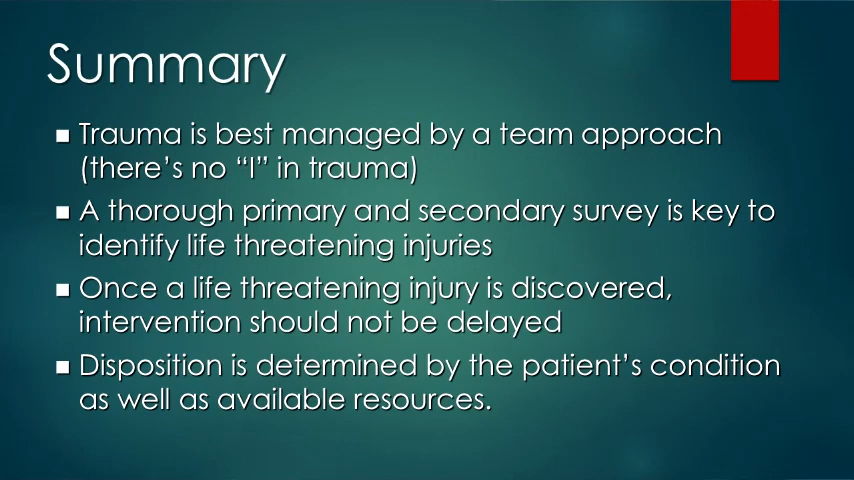 Summary
▪ Trauma is best managed by a team approach
(there’s no “I” in trauma)
▪ A thorough primary and secondary survey is key to
identify life threatening injuries
▪ Once a life threatening injury is discovered,
intervention should not be delayed
▪ Disposition is determined by the patient’s condition
as well as available resources.